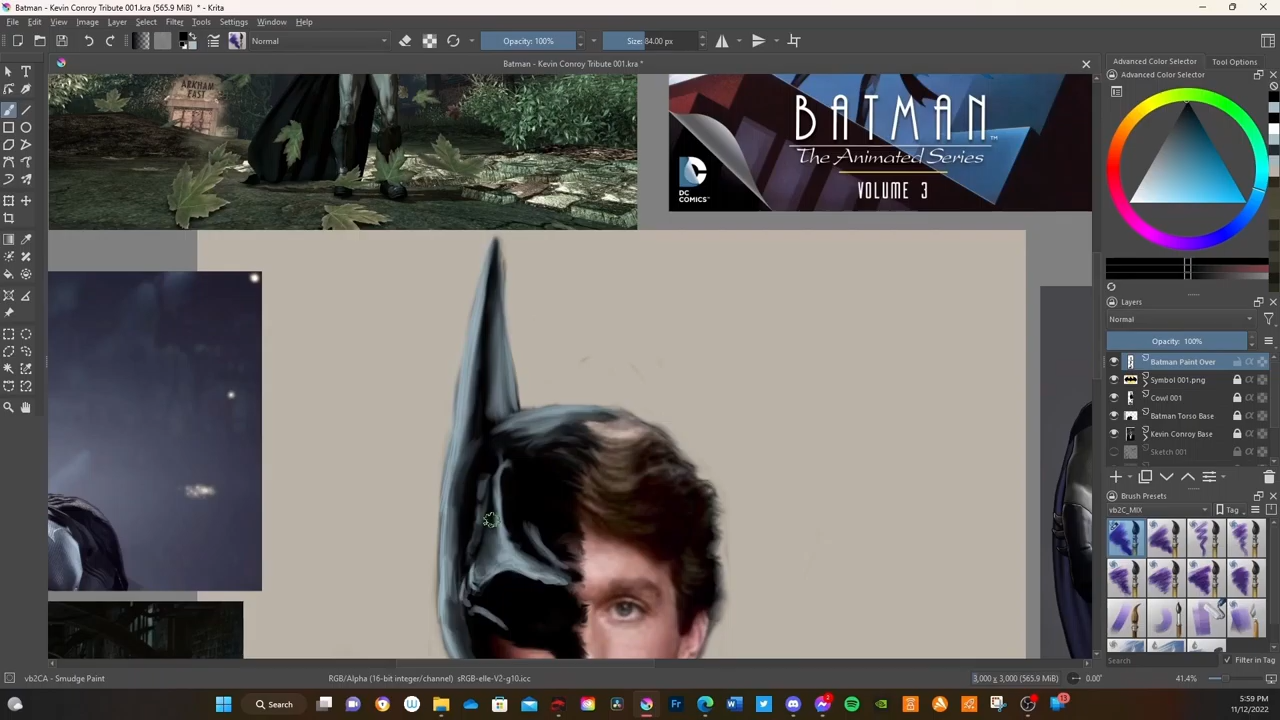 Batman - Kevin Conroy Tribute 001.kra (565.9 MiB) * - Krita
File Edit View Image Layer Select Filter Tools Settings Window Help
Normal
Opacity: 100%
Size: 84.00 px
Batman - Kevin Conroy Tribute 001.kra *
ARKHAM
EAST
BATMAN
The Animated Series
VOLUME 3
DC
DC COMICS™
Advanced Color Selector
Tool Options
Advanced Color Selector
Layers
Normal
Opacity: 100%
Batman Paint Over
Symbol 001.png
Cowl 001
Batman Torso Base
Kevin Conroy Base
Sketch 001
Brush Presets
vb2C_MIX
Tag
Search
Filter in Tag
vb2CA - Smudge Paint
RGB/Alpha (16-bit integer/channel) sRGB-elle-V2-g10.icc
3,000 x 3,000 (565.9 MiB)
0.00°
41.4%
Search
5:59 PM
11/12/2022